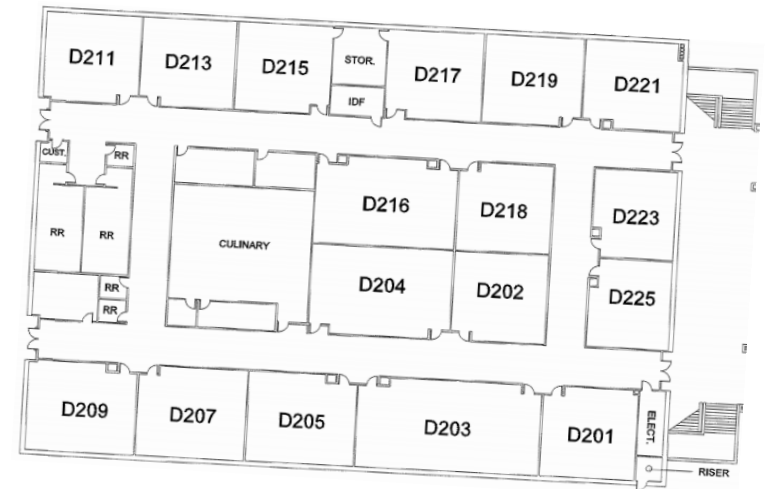 D211
D213
D215
STOR.
IDF
D217
D219
D221
CUST.
RR
RR
RR
RR
RR
CULINARY
D216
D218
D204
D202
D223
D225
D209
D207
D205
D203
D201
ELECT.
RISER